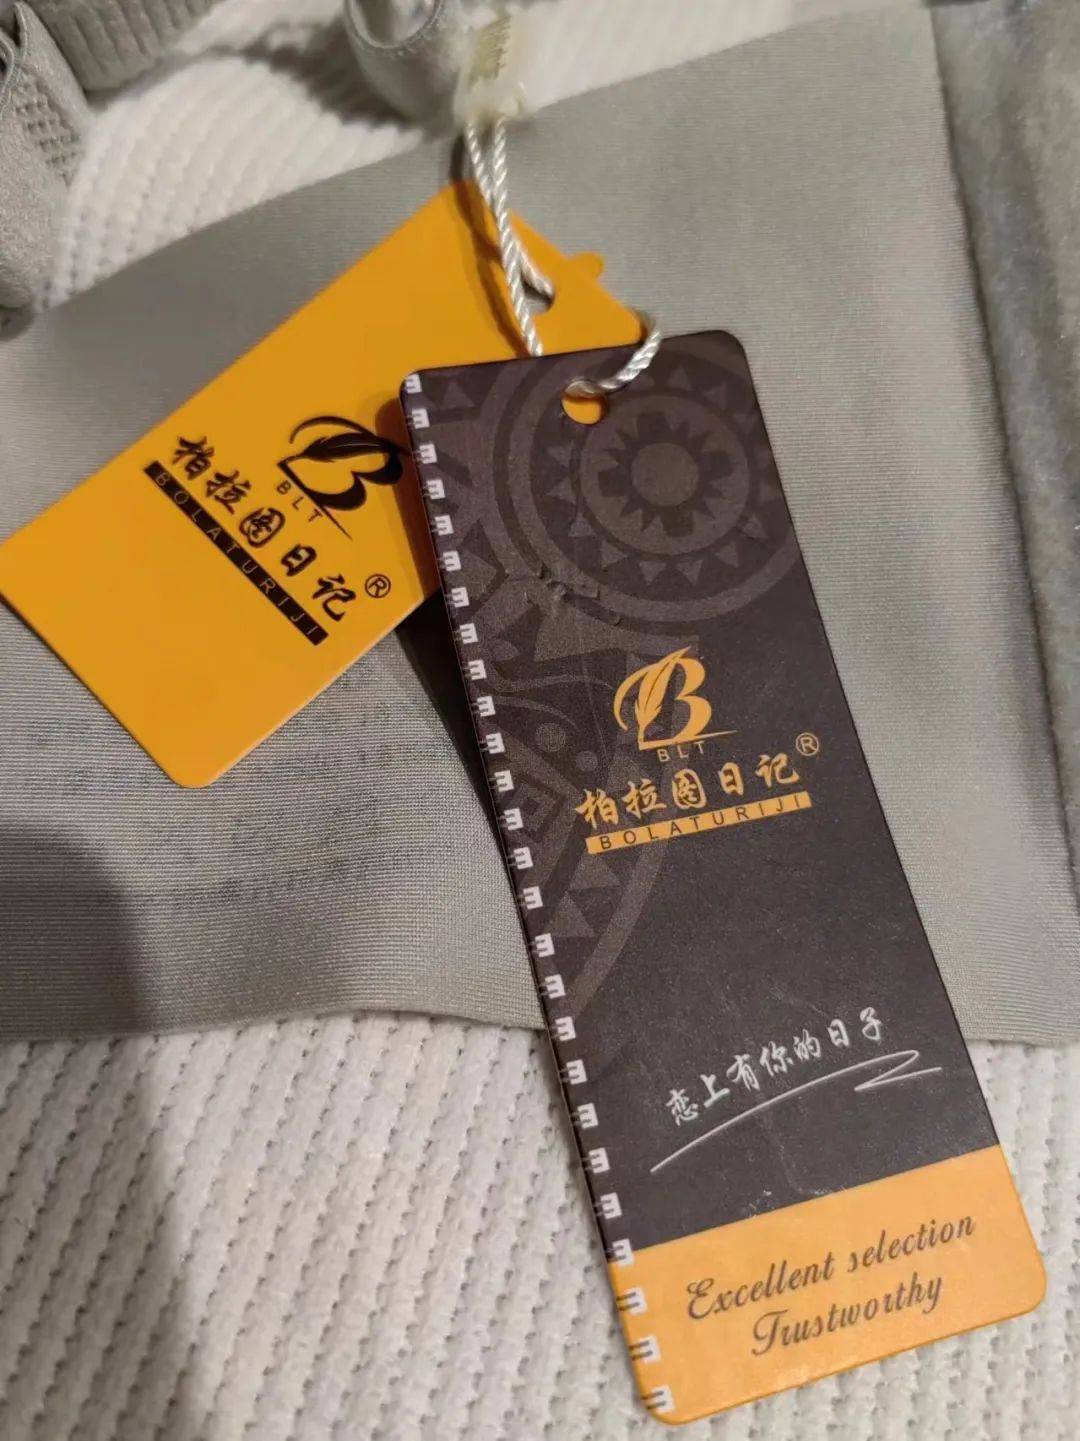 BLT
柏拉图日记®
BOLATURIJI
BLT
柏拉图日记®
BOLATURIJI
恋上有你的日子
Excellent selection
Trustworthy